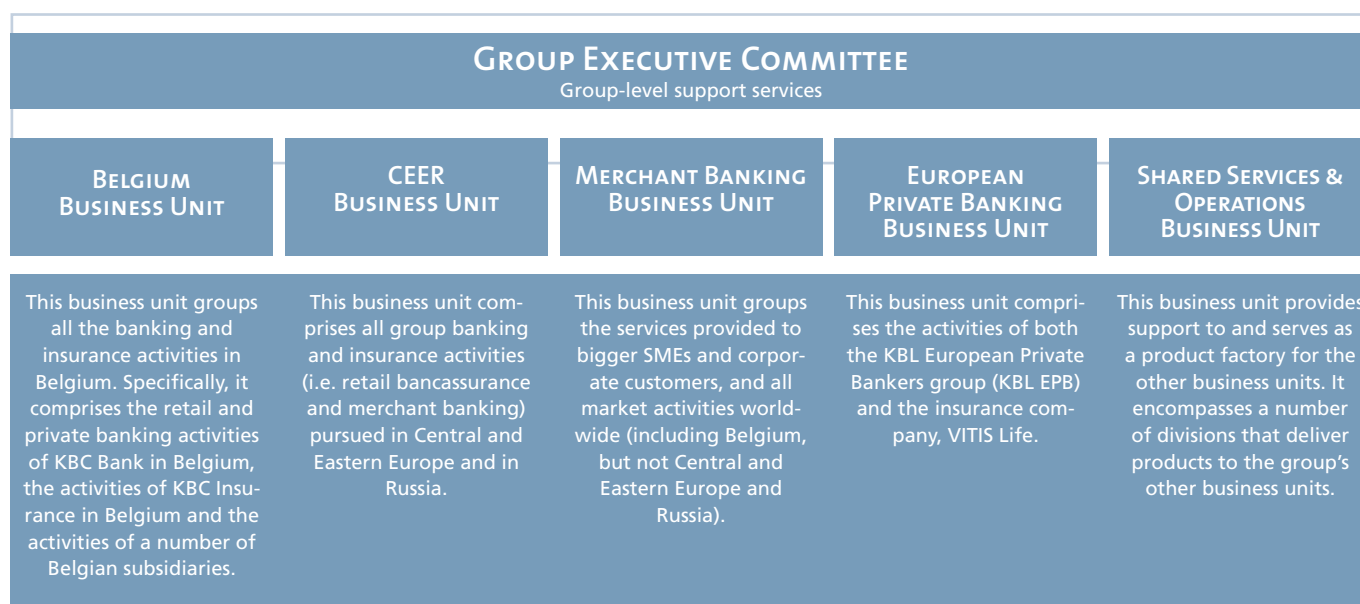 GROUP EXECUTIVE COMMITTEE
Group-level support services
BELGIUM
BUSINESS UNIT
CEER
BUSINESS UNIT
MERCHANT BANKING
BUSINESS UNIT
EUROPEAN
PRIVATE BANKING
BUSINESS UNIT
SHARED SERVICES &
OPERATIONS
BUSINESS UNIT
This business unit groups
all the banking and
insurance activities in
Belgium. Specifically, it
comprises the retail and
private banking activities
of KBC Bank in Belgium,
the activities of KBC Insu-
rance in Belgium and the
activities of a number of
Belgian subsidiaries.
This business unit com-
prises all group banking
and insurance activities
(i.e. retail bancassurance
and merchant banking)
pursued in Central and
Eastern Europe and in
Russia.
This business unit groups
the services provided to
bigger SMEs and corpor-
ate customers, and all
market activities world-
wide (including Belgium,
but not Central and
Eastern Europe and
Russia).
This business unit compri-
ses the activities of both
the KBL European Private
Bankers group (KBL EPB)
and the insurance com-
pany, VITIS Life.
This business unit provides
support to and serves as
a product factory for the
other business units. It
encompasses a number
of divisions that deliver
products to the group's
other business units.